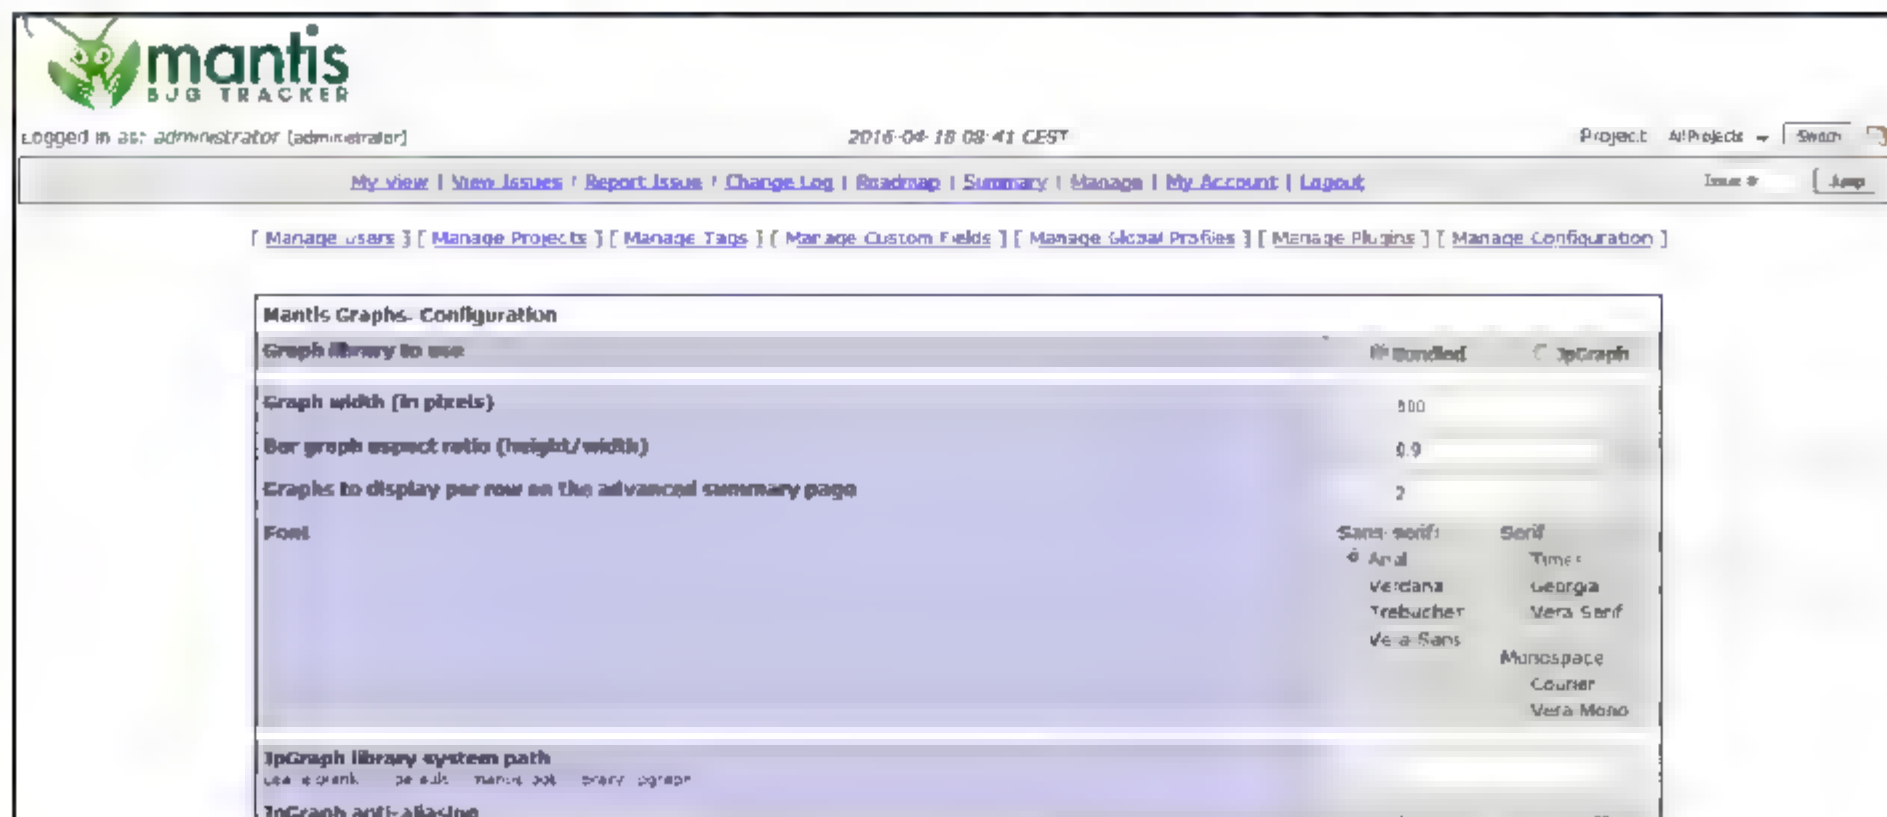 mantis
BUG TRACKER
Logged in as: administrator (administrator)
2016-04-18 08:41 CEST
Project All Projects Switch
My View | View Issues | Report Issue | Change Log | Roadmap | Summary | Manage | My Account | Logout
Issue # Jump
[ Manage Users ] [ Manage Projects ] [ Manage Tags ] [ Manage Custom Fields ] [ Manage Global Profiles ] [ Manage Plugins ] [ Manage Configuration ]
Mantis Graphs- Configuration
Graph library to use Bundled JpGraph
Graph width (in pixels)
Bar graph aspect ratio (height/width) 0.9
Graphs to display per row on the advanced summary page 2
Font Sans-serif: Serif
Arial Times
Verdana Georgia
Trebuchet Vera Serif
Vera Sans
Monospace
Courier
Vera Mono
JpGraph library system path
JpGraph anti-aliasing